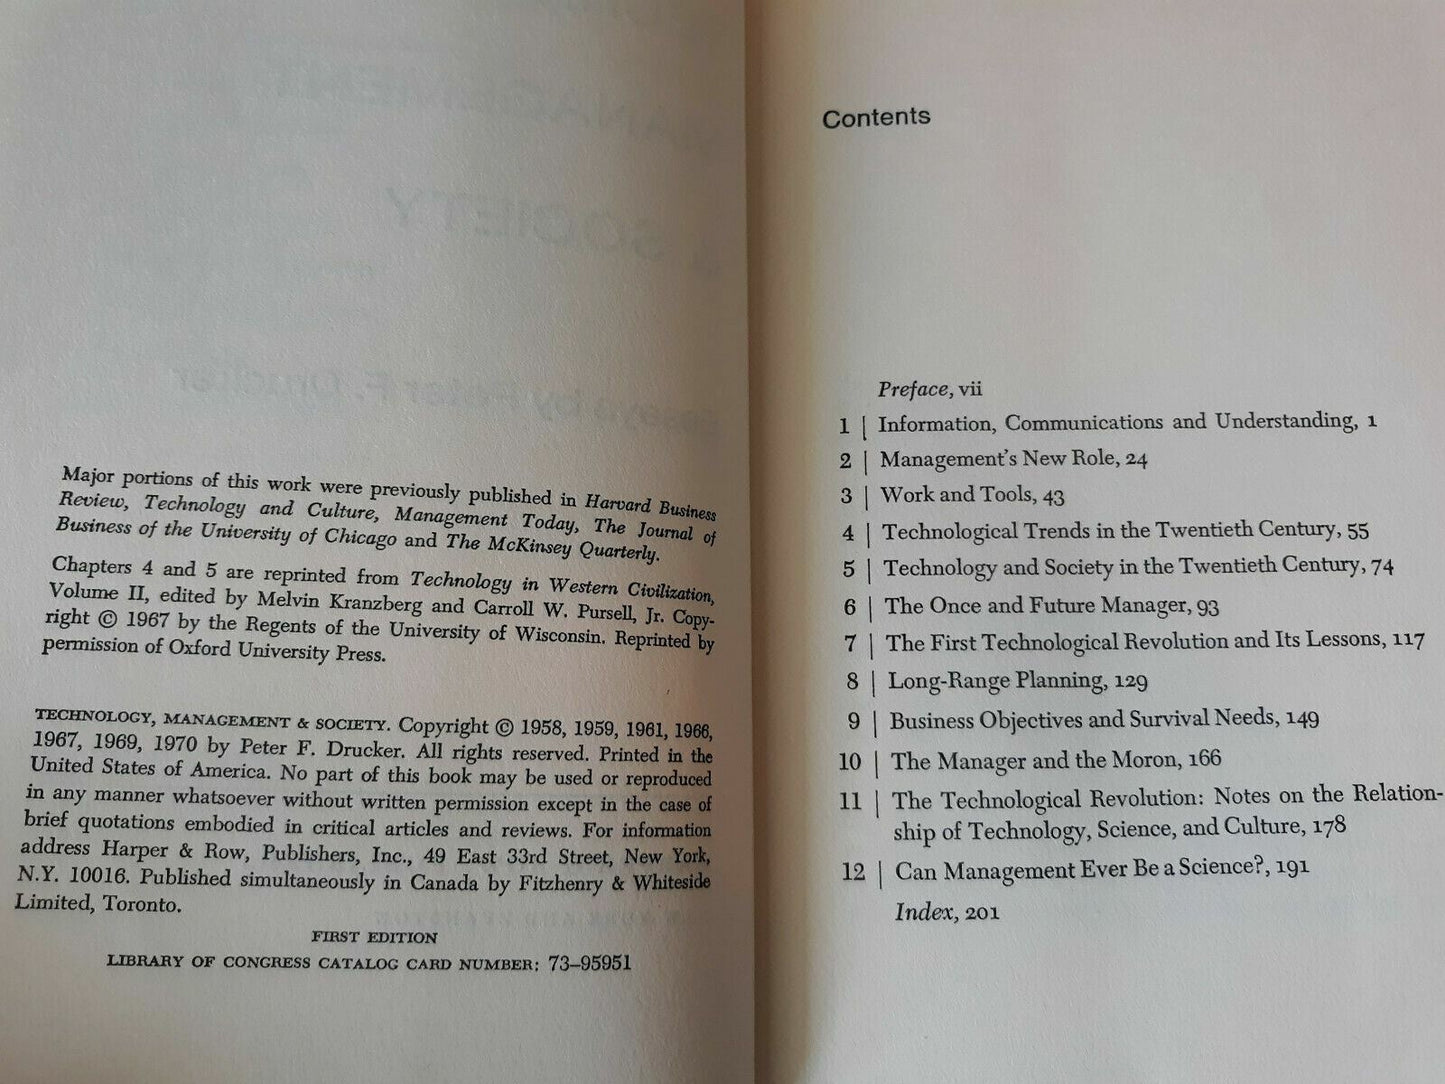 Major portions of this work were previously published in Harvard Business
Review, Technology and Culture, Management Today, The Journal of
Business of the University of Chicago and The McKinsey Quarterly.
Chapters 4 and 5 are reprinted from Technology in Western Civilization,
Volume II, edited by Melvin Kranzberg and Carroll W. Pursell, Jr. Copy-
right © 1967 by the Regents of the University of Wisconsin. Reprinted by
permission of Oxford University Press.
TECHNOLOGY, MANAGEMENT & SOCIETY. Copyright © 1958, 1959, 1961, 1966,
1967, 1969, 1970 by Peter F. Drucker. All rights reserved. Printed in the
United States of America. No part of this book may be used or reproduced
in any manner whatsoever without written permission except in the case of
brief quotations embodied in critical articles and reviews. For information
address Harper & Row, Publishers, Inc., 49 East 33rd Street, New York,
N.Y. 10016. Published simultaneously in Canada by Fitzhenry & Whiteside
Limited, Toronto.
FIRST EDITION
LIBRARY OF CONGRESS CATALOG CARD NUMBER: 73-95951
Contents
Preface, vii
1 | Information, Communications and Understanding, 1
2 | Management's New Role, 24
3 | Work and Tools, 43
4 | Technological Trends in the Twentieth Century, 55
5 | Technology and Society in the Twentieth Century, 74
6 | The Once and Future Manager, 93
7 | The First Technological Revolution and Its Lessons, 117
8 | Long-Range Planning, 129
9 | Business Objectives and Survival Needs, 149
10 | The Manager and the Moron, 166
11 | The Technological Revolution: Notes on the Relation-
ship of Technology, Science, and Culture, 178
12 | Can Management Ever Be a Science?, 191
Index, 201